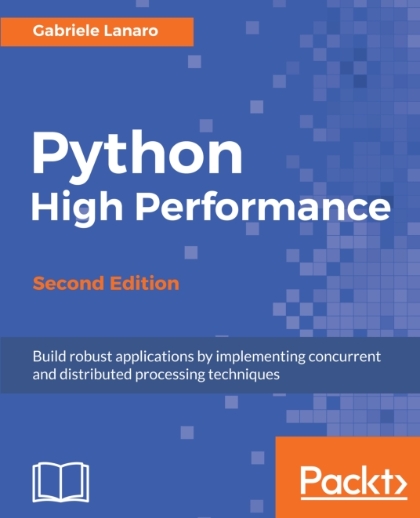 Gabriele Lanaro
Python
High Performance
Second Edition
Build robust applications by implementing concurrent
and distributed processing techniques
Packt>